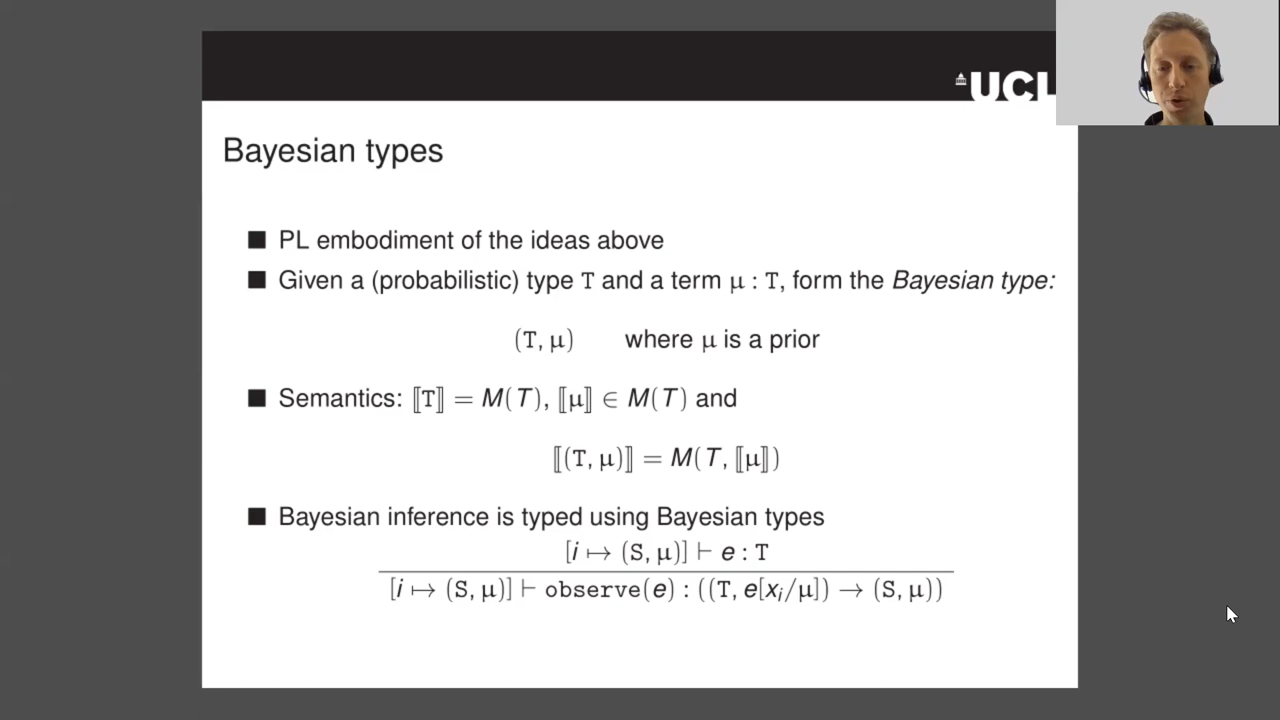 UCL
Bayesian types
■ PL embodiment of the ideas above
■ Given a (probabilistic) type T and a term μ : T, form the Bayesian type:
(T, μ) where μ is a prior
■ Semantics: ⟦T⟧ = M(T), ⟦μ⟧ ∈ M(T) and
⟦(T, μ)⟧ = M(T, ⟦μ⟧)
■ Bayesian inference is typed using Bayesian types
[i ↦ (S, μ)] ⊢ e : T
[i ↦ (S, μ)] ⊢ observe(e) : ((T, e[xᵢ/μ]) → (S, μ))